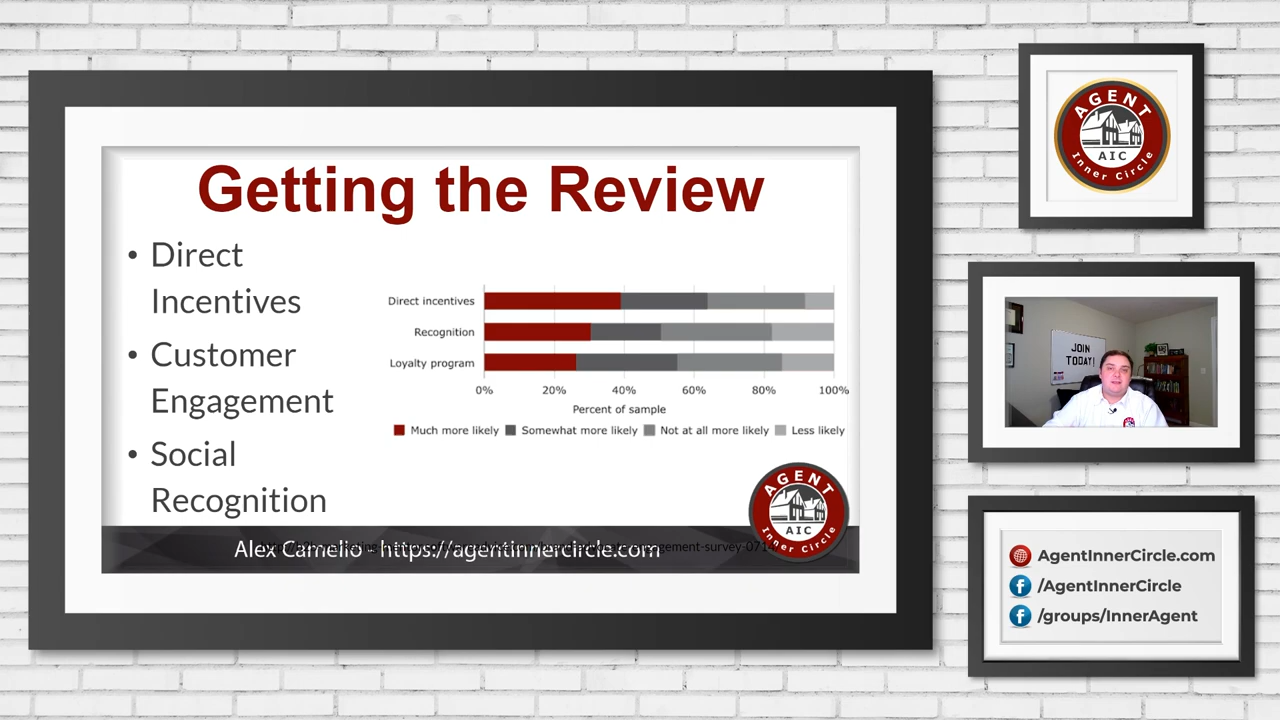 Getting the Review
• Direct
Incentives
• Customer
Engagement
• Social
Recognition
Direct incentives
Recognition
Loyalty program
0% 20% 40% 60% 80% 100%
Percent of sample
Much more likely Somewhat more likely Not at all more likely Less likely
AGENT
AIC
Inner Circle
Alex Camelio - https://agentinnercircle.com
AGENT
AIC
Inner Circle
JOIN
TODAY!
AgentInnerCircle.com
/AgentInnerCircle
/groups/InnerAgent